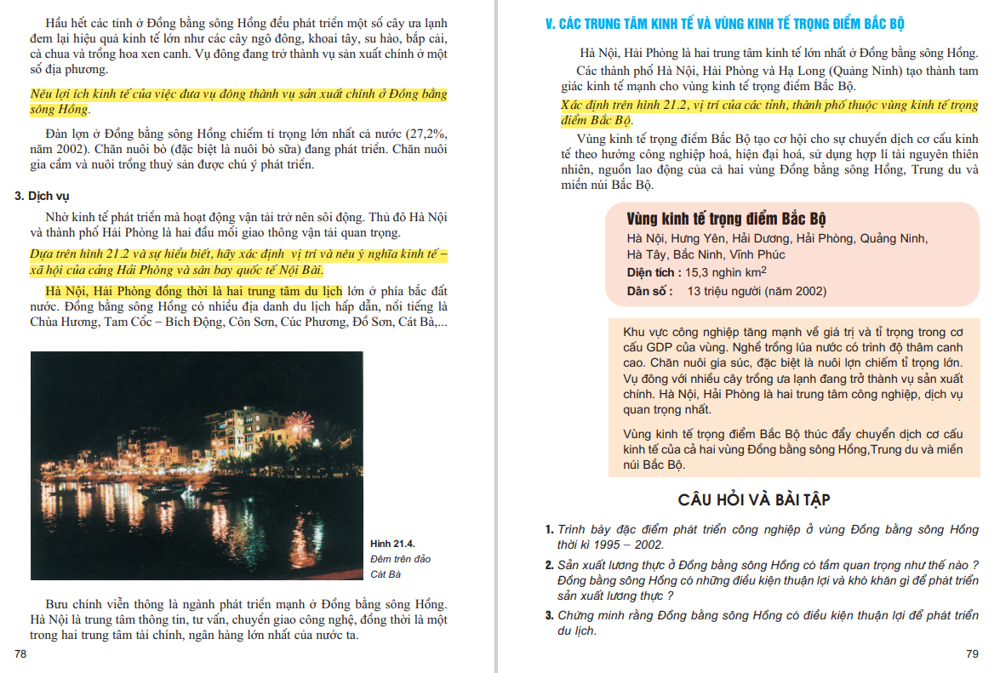 Hầu hết các tỉnh ở Đồng bằng sông Hồng đều phát triển một số cây ưa lạnh
đem lại hiệu quả kinh tế lớn như các cây ngô đông, khoai tây, su hào, bắp cải,
cà chua và trồng hoa xen canh. Vụ đông đang trở thành vụ sản xuất chính ở một
số địa phương.
Nêu lợi ích kinh tế của việc đưa vụ đông thành vụ sản xuất chính ở Đồng bằng
sông Hồng.
Đàn lợn ở Đồng bằng sông Hồng chiếm tỉ trọng lớn nhất cả nước (27,2%,
năm 2002). Chăn nuôi bò (đặc biệt là nuôi bò sữa) đang phát triển. Chăn nuôi
gia cầm và nuôi trồng thuỷ sản được chú ý phát triển.
3. Dịch vụ
Nhờ kinh tế phát triển mà hoạt động vận tải trở nên sôi động. Thủ đô Hà Nội
và thành phố Hải Phòng là hai đầu mối giao thông vận tải quan trọng.
Dựa trên hình 21.2 và sự hiểu biết, hãy xác định vị trí và nêu ý nghĩa kinh tế –
xã hội của cảng Hải Phòng và sân bay quốc tế Nội Bài.
Hà Nội, Hải Phòng đồng thời là hai trung tâm du lịch lớn ở phía bắc đất
nước. Đồng bằng sông Hồng có nhiều địa danh du lịch hấp dẫn, nổi tiếng là
Chùa Hương, Tam Cốc – Bích Động, Côn Sơn, Cúc Phương, Đồ Sơn, Cát Bà,...
Hình 21.4.
Đêm trên đảo
Cát Bà
Bưu chính viễn thông là ngành phát triển mạnh ở Đồng bằng sông Hồng.
Hà Nội là trung tâm thông tin, tư vấn, chuyển giao công nghệ, đồng thời là một
trong hai trung tâm tài chính, ngân hàng lớn nhất của nước ta.
78
V. CÁC TRUNG TÂM KINH TẾ VÀ VÙNG KINH TẾ TRỌNG ĐIỂM BẮC BỘ
Hà Nội, Hải Phòng là hai trung tâm kinh tế lớn nhất ở Đồng bằng sông Hồng.
Các thành phố Hà Nội, Hải Phòng và Hạ Long (Quảng Ninh) tạo thành tam
giác kinh tế mạnh cho vùng kinh tế trọng điểm Bắc Bộ.
Xác định trên hình 21.2, vị trí của các tỉnh, thành phố thuộc vùng kinh tế trọng
điểm Bắc Bộ.
Vùng kinh tế trọng điểm Bắc Bộ tạo cơ hội cho sự chuyển dịch cơ cấu kinh
tế theo hướng công nghiệp hoá, hiện đại hoá, sử dụng hợp lí tài nguyên thiên
nhiên, nguồn lao động của cả hai vùng Đồng bằng sông Hồng, Trung du và
miền núi Bắc Bộ.
Vùng kinh tế trọng điểm Bắc Bộ
Hà Nội, Hưng Yên, Hải Dương, Hải Phòng, Quảng Ninh,
Hà Tây, Bắc Ninh, Vĩnh Phúc
Diện tích : 15,3 nghìn km²
Dân số : 13 triệu người (năm 2002)
Khu vực công nghiệp tăng mạnh về giá trị và tỉ trọng trong cơ
cấu GDP của vùng. Nghề trồng lúa nước có trình độ thâm canh
cao. Chăn nuôi gia súc, đặc biệt là nuôi lợn chiếm tỉ trọng lớn.
Vụ đông với nhiều cây trồng ưa lạnh đang trở thành vụ sản xuất
chính. Hà Nội, Hải Phòng là hai trung tâm công nghiệp, dịch vụ
quan trọng nhất.
Vùng kinh tế trọng điểm Bắc Bộ thúc đẩy chuyển dịch cơ cấu
kinh tế của cả hai vùng Đồng bằng sông Hồng,Trung du và miền
núi Bắc Bộ.
CÂU HỎI VÀ BÀI TẬP
1. Trình bày đặc điểm phát triển công nghiệp ở vùng Đồng bằng sông Hồng
thời kì 1995 – 2002.
2. Sản xuất lương thực ở Đồng bằng sông Hồng có tầm quan trọng như thế nào ?
Đồng bằng sông Hồng có những điều kiện thuận lợi và khó khăn gì để phát triển
sản xuất lương thực ?
3. Chứng minh rằng Đồng bằng sông Hồng có điều kiện thuận lợi để phát triển
du lịch.
79